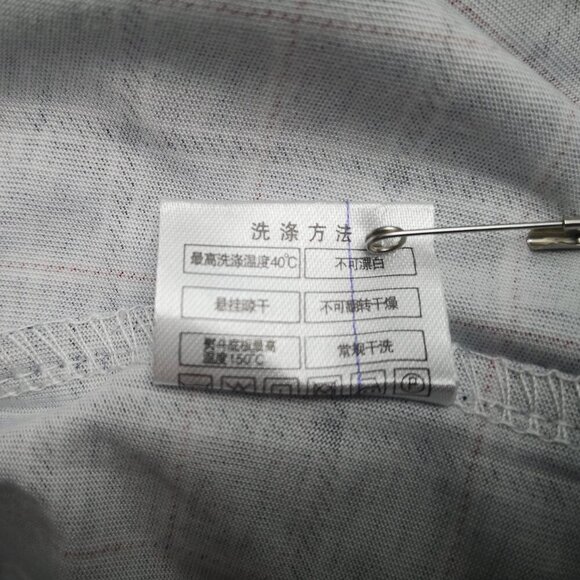 洗涤方法
最高洗涤温度40℃
不可漂白
悬挂晾干
不可翻转干燥
熨斗底板最高
温度150℃
常规干洗
P